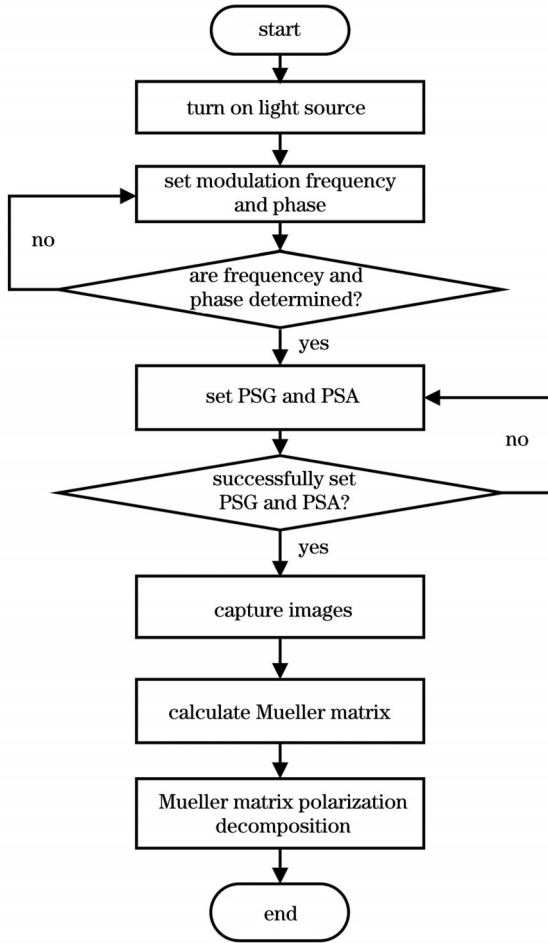 start
turn on light source
set modulation frequency
and phase
no
are frequencey and
phase determined?
yes
set PSG and PSA
no
successfully set
PSG and PSA?
yes
capture images
calculate Mueller matrix
Mueller matrix polarization
decomposition
end